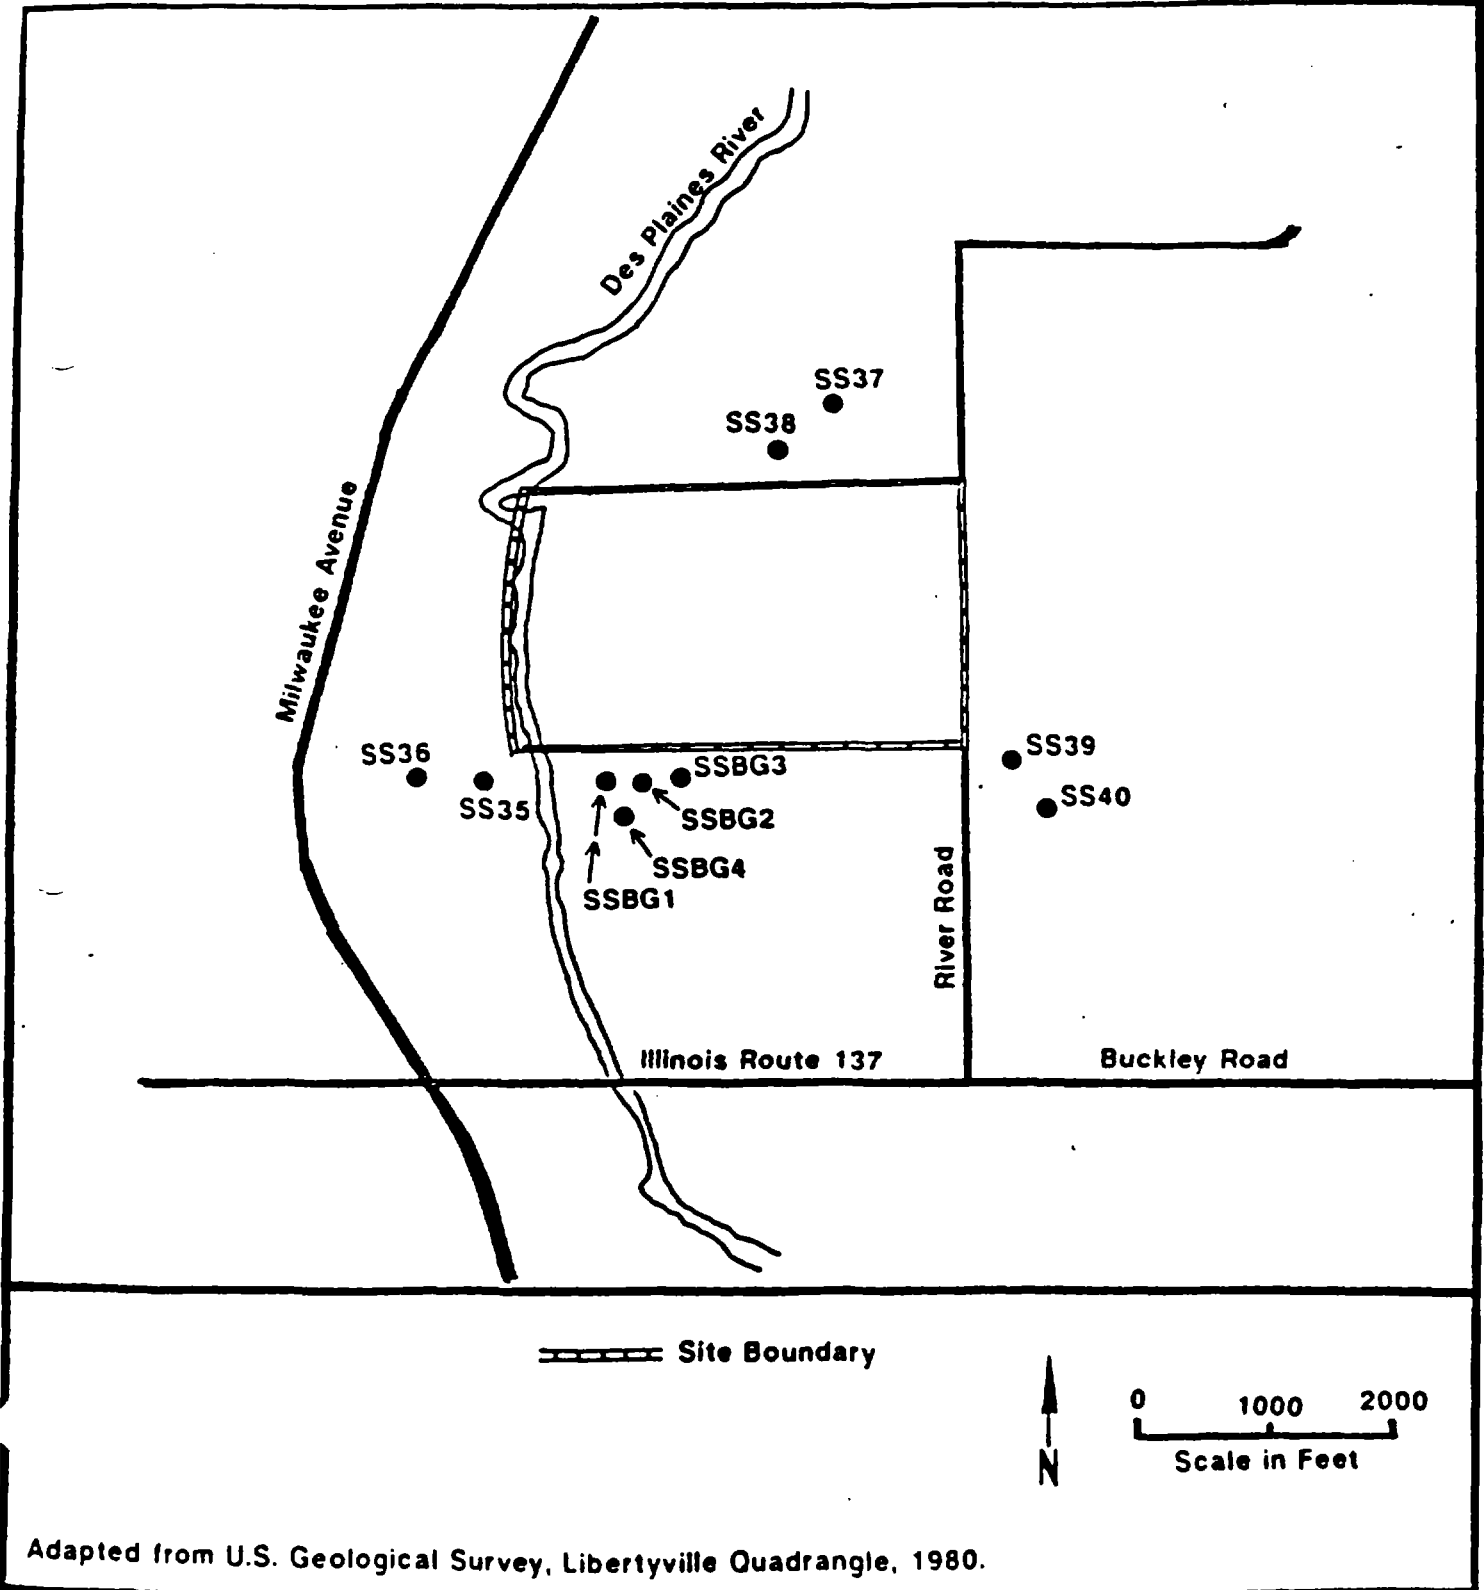 Des Plaines River
SS37
SS38
Milwaukee Avenue
SS36
SS35
SSBG3
SSBG2
SSBG4
SSBG1
SS39
SS40
River Road
Illinois Route 137
Buckley Road
Site Boundary
0 1000 2000
Scale in Feet
N
Adapted from U.S. Geological Survey, Libertyville Quadrangle, 1980.